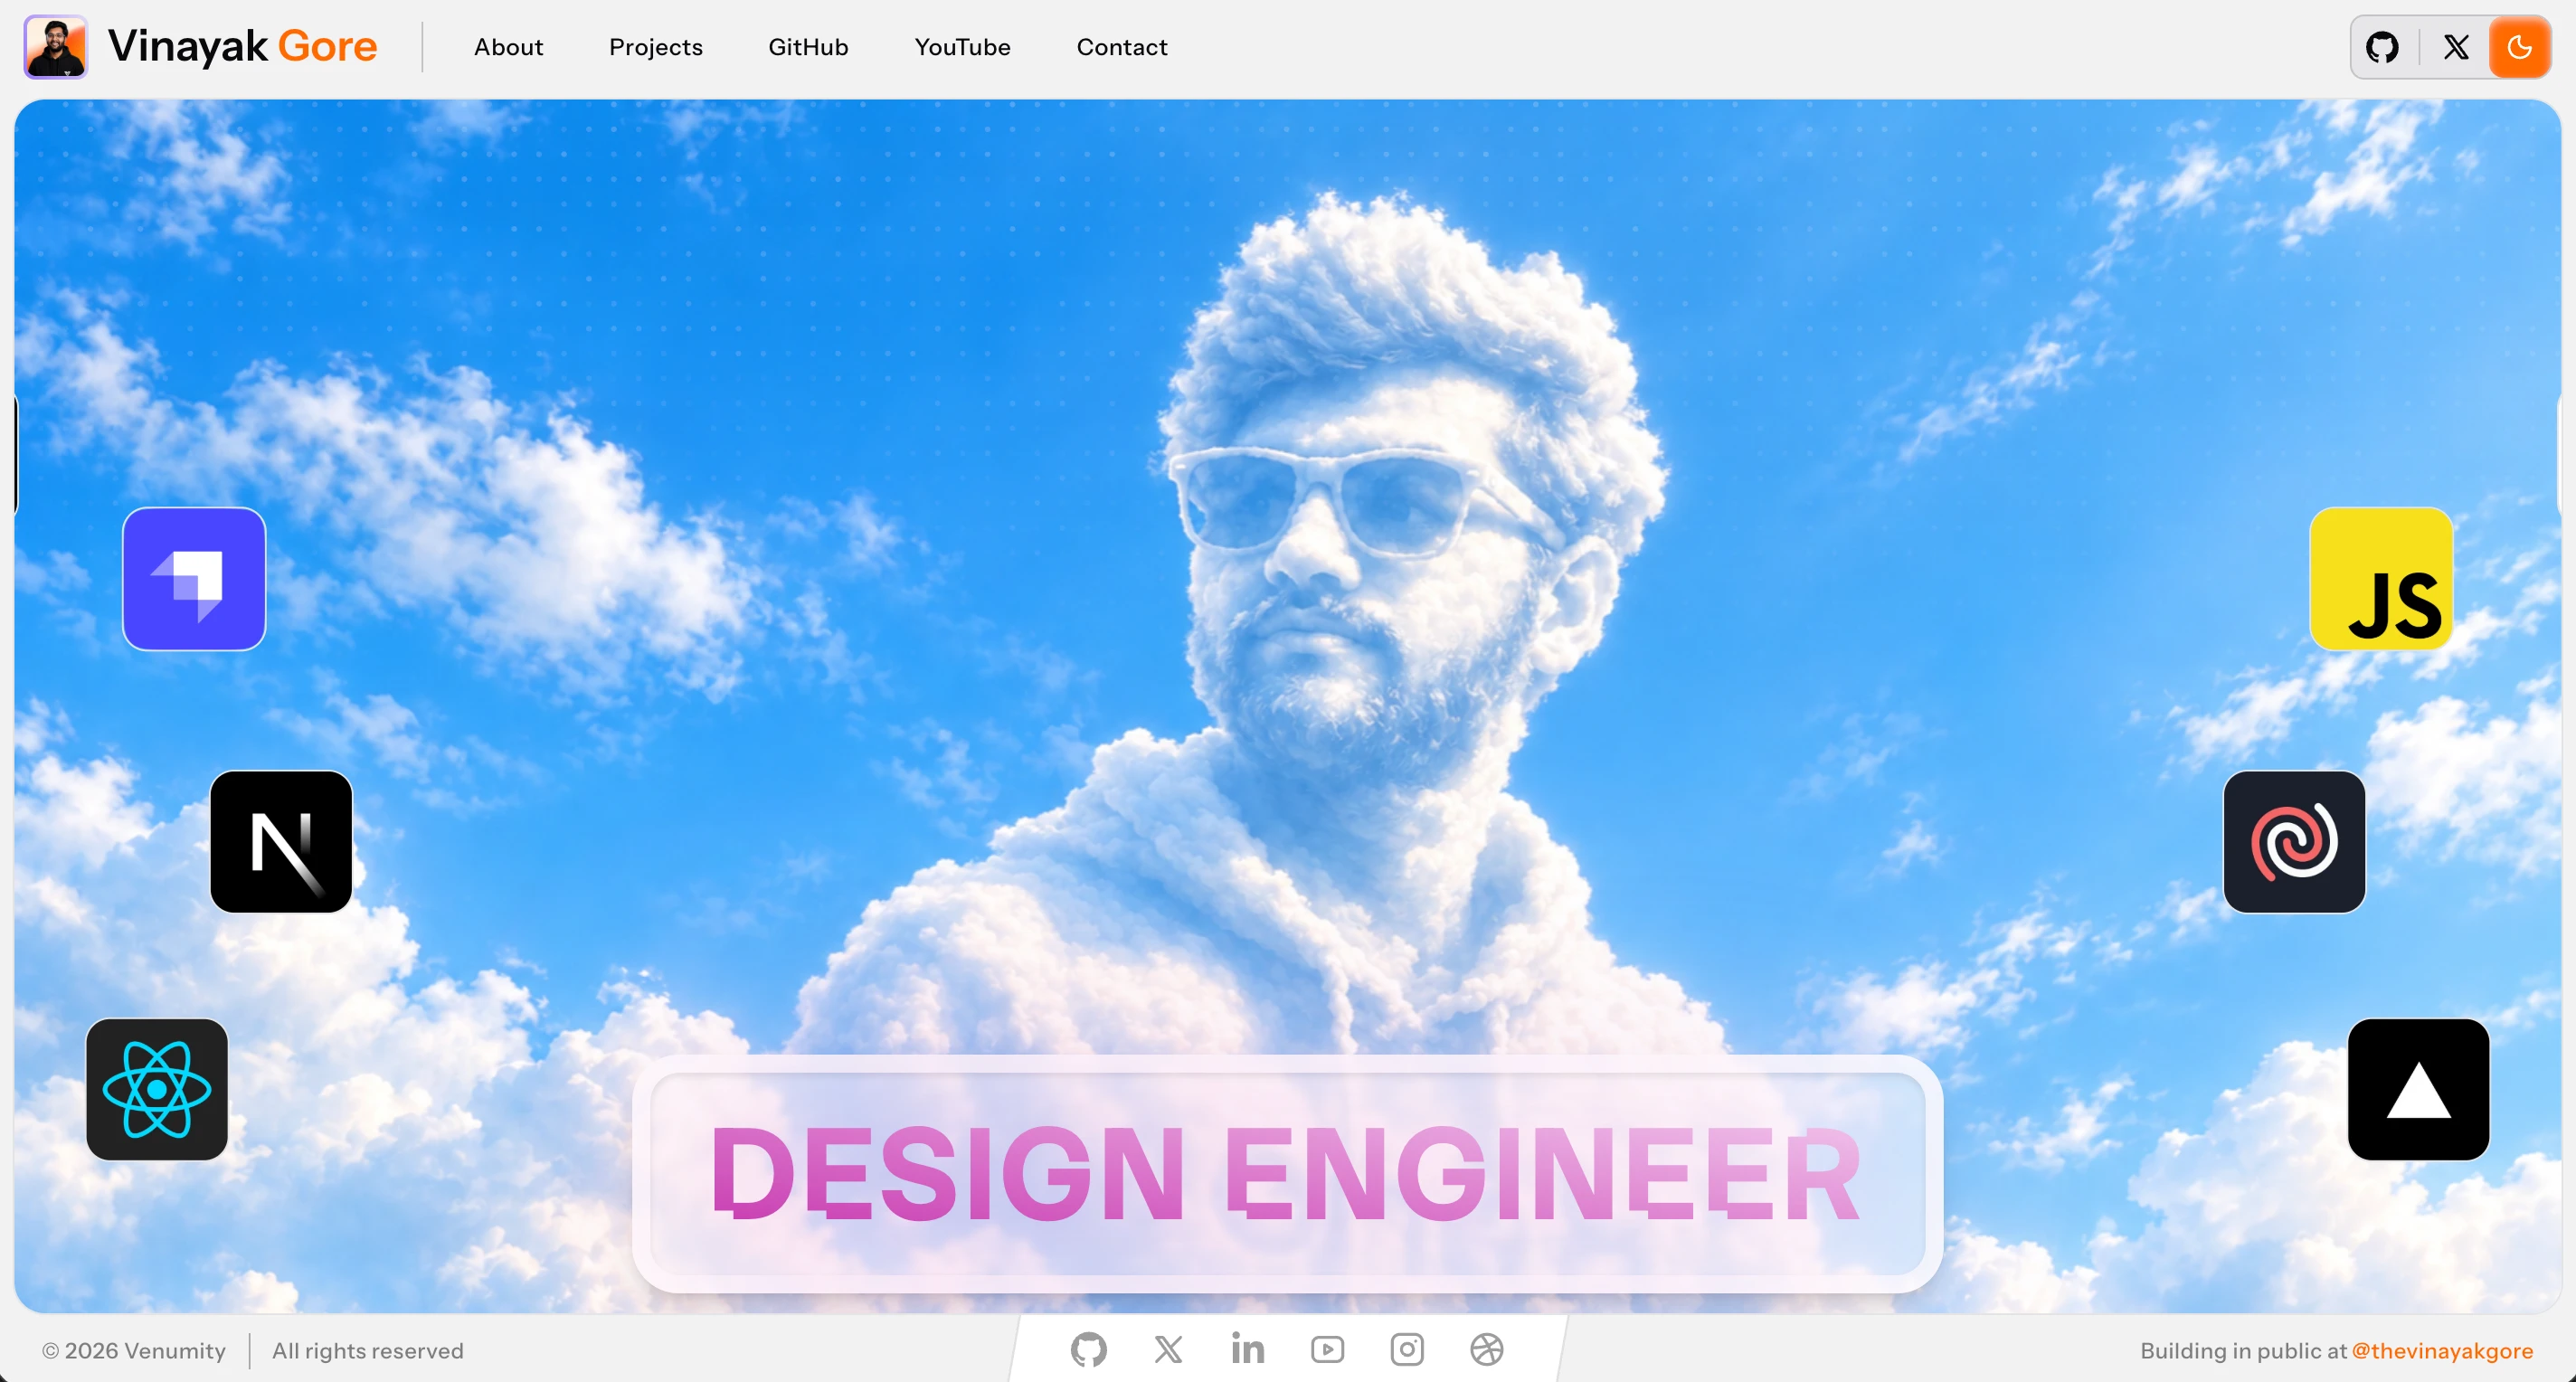 Vinayak Gore
About Projects GitHub YouTube Contact
JS
DESIGN ENGINEER
© 2026 Venumity All rights reserved
Building in public at @thevinayakgore